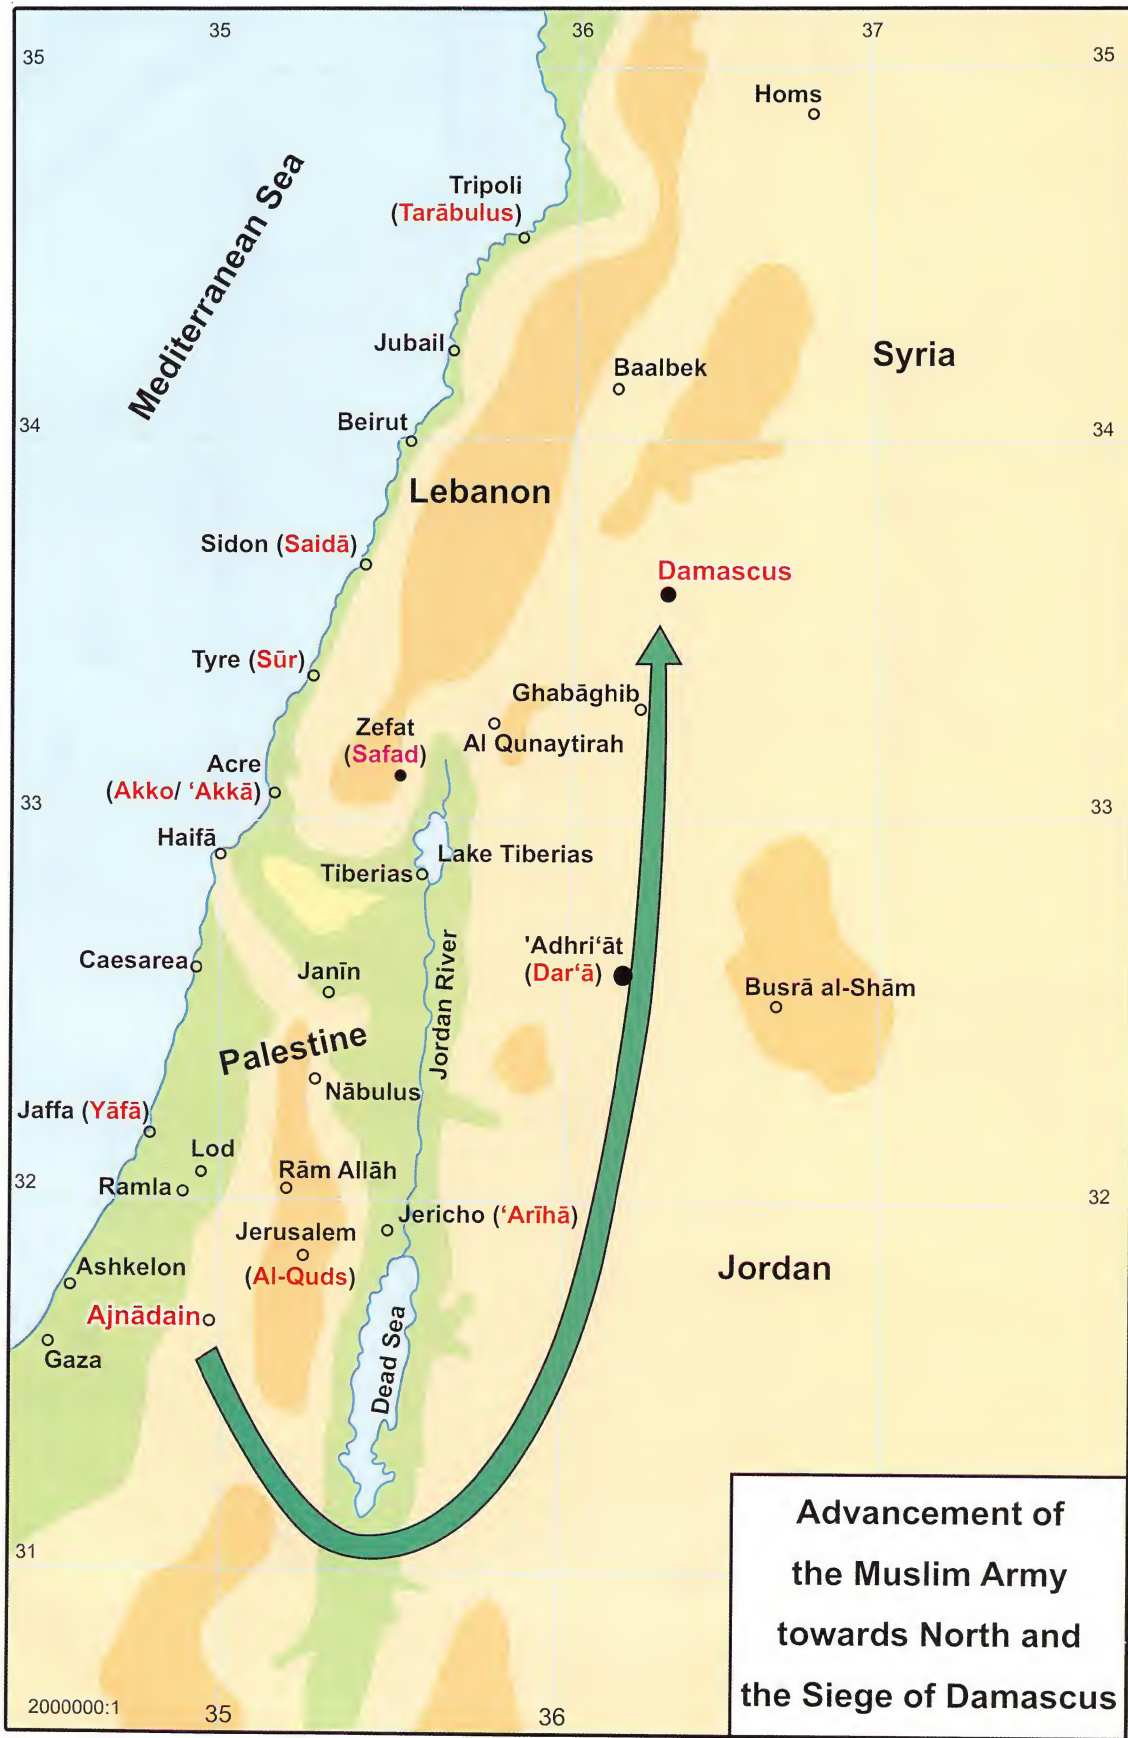 35
36
37
35
35
Homs
Mediterranean Sea
Tripoli
(Tarābulus)
Jubail
Baalbek
Syria
Beirut
34
34
Lebanon
Sidon (Saidā)
Damascus
Tyre (Sūr)
Ghabāghib
Zefat
(Safad)
Al Qunaytirah
Acre
(Akko/ ‘Akkā)
33
33
Haifā
Lake Tiberias
Tiberias
'Adhri‘āt
(Dar‘ā)
Caesarea
Janīn
Jordan River
Busrā al-Shām
Palestine
Nābulus
Jaffa (Yāfā)
Lod
Rām Allāh
Ramla
32
32
Jericho (‘Arīhā)
Jerusalem
(Al-Quds)
Ashkelon
Jordan
Ajnādain
Gaza
Dead Sea
31
Advancement of
the Muslim Army
towards North and
the Siege of Damascus
2000000:1
35
36